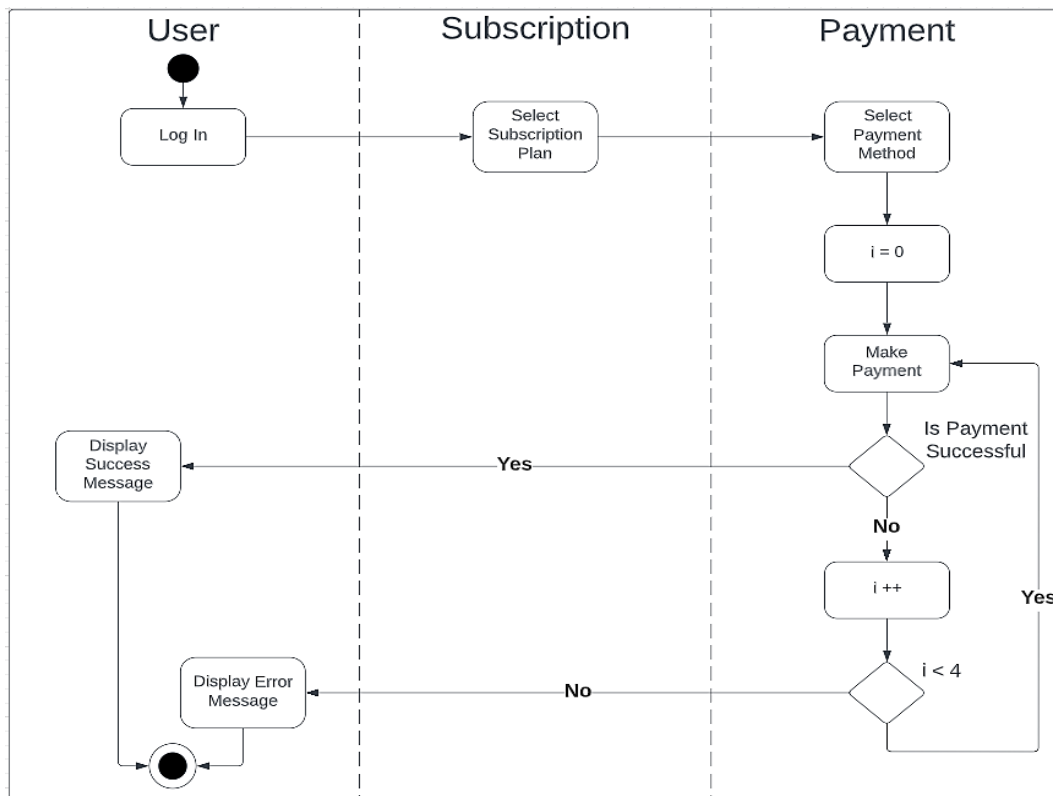 User
Subscription
Payment
Log In
Select
Subscription
Plan
Select
Payment
Method
i = 0
Make
Payment
Is Payment
Successful
Display
Success
Message
Yes
No
i ++
Yes
i < 4
Display Error
Message
No